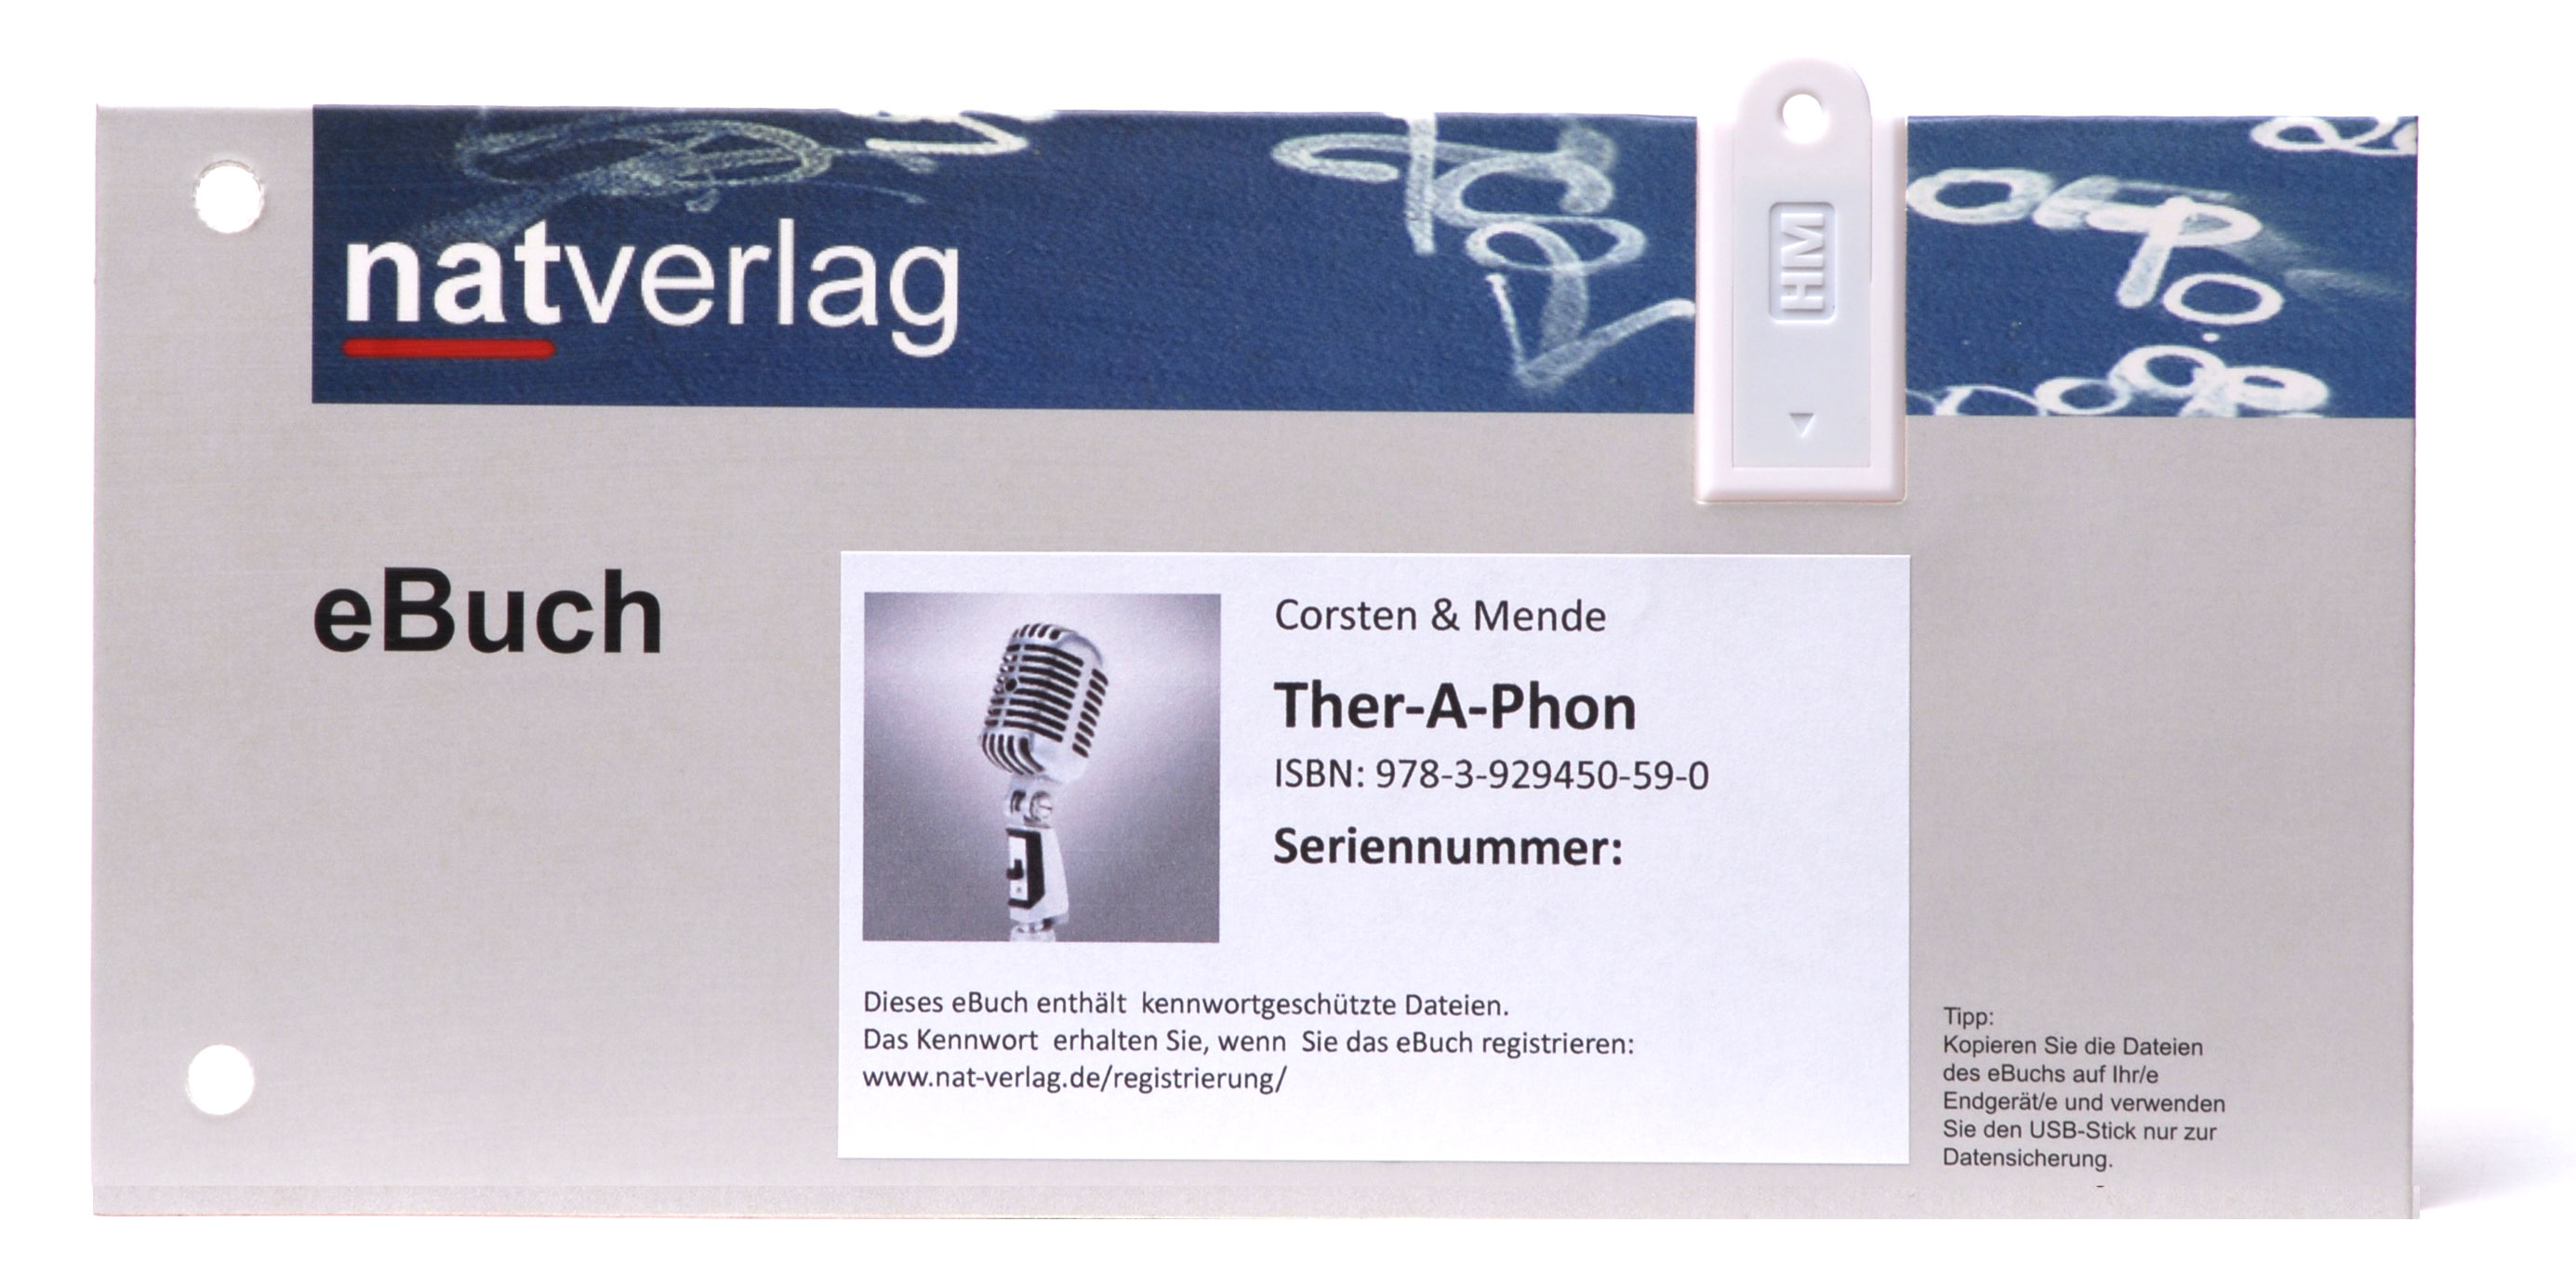 natverlag
HM
eBuch
Corsten & Mende
Ther-A-Phon
ISBN: 978-3-929450-59-0
Seriennummer:
Dieses eBuch enthält kennwortgeschützte Dateien.
Das Kennwort erhalten Sie, wenn Sie das eBuch registrieren:
www.nat-verlag.de/registrierung/
Tipp:
Kopieren Sie die Dateien
des eBuchs auf Ihr/e
Endgerät/e und verwenden
Sie den USB-Stick nur zur
Datensicherung.